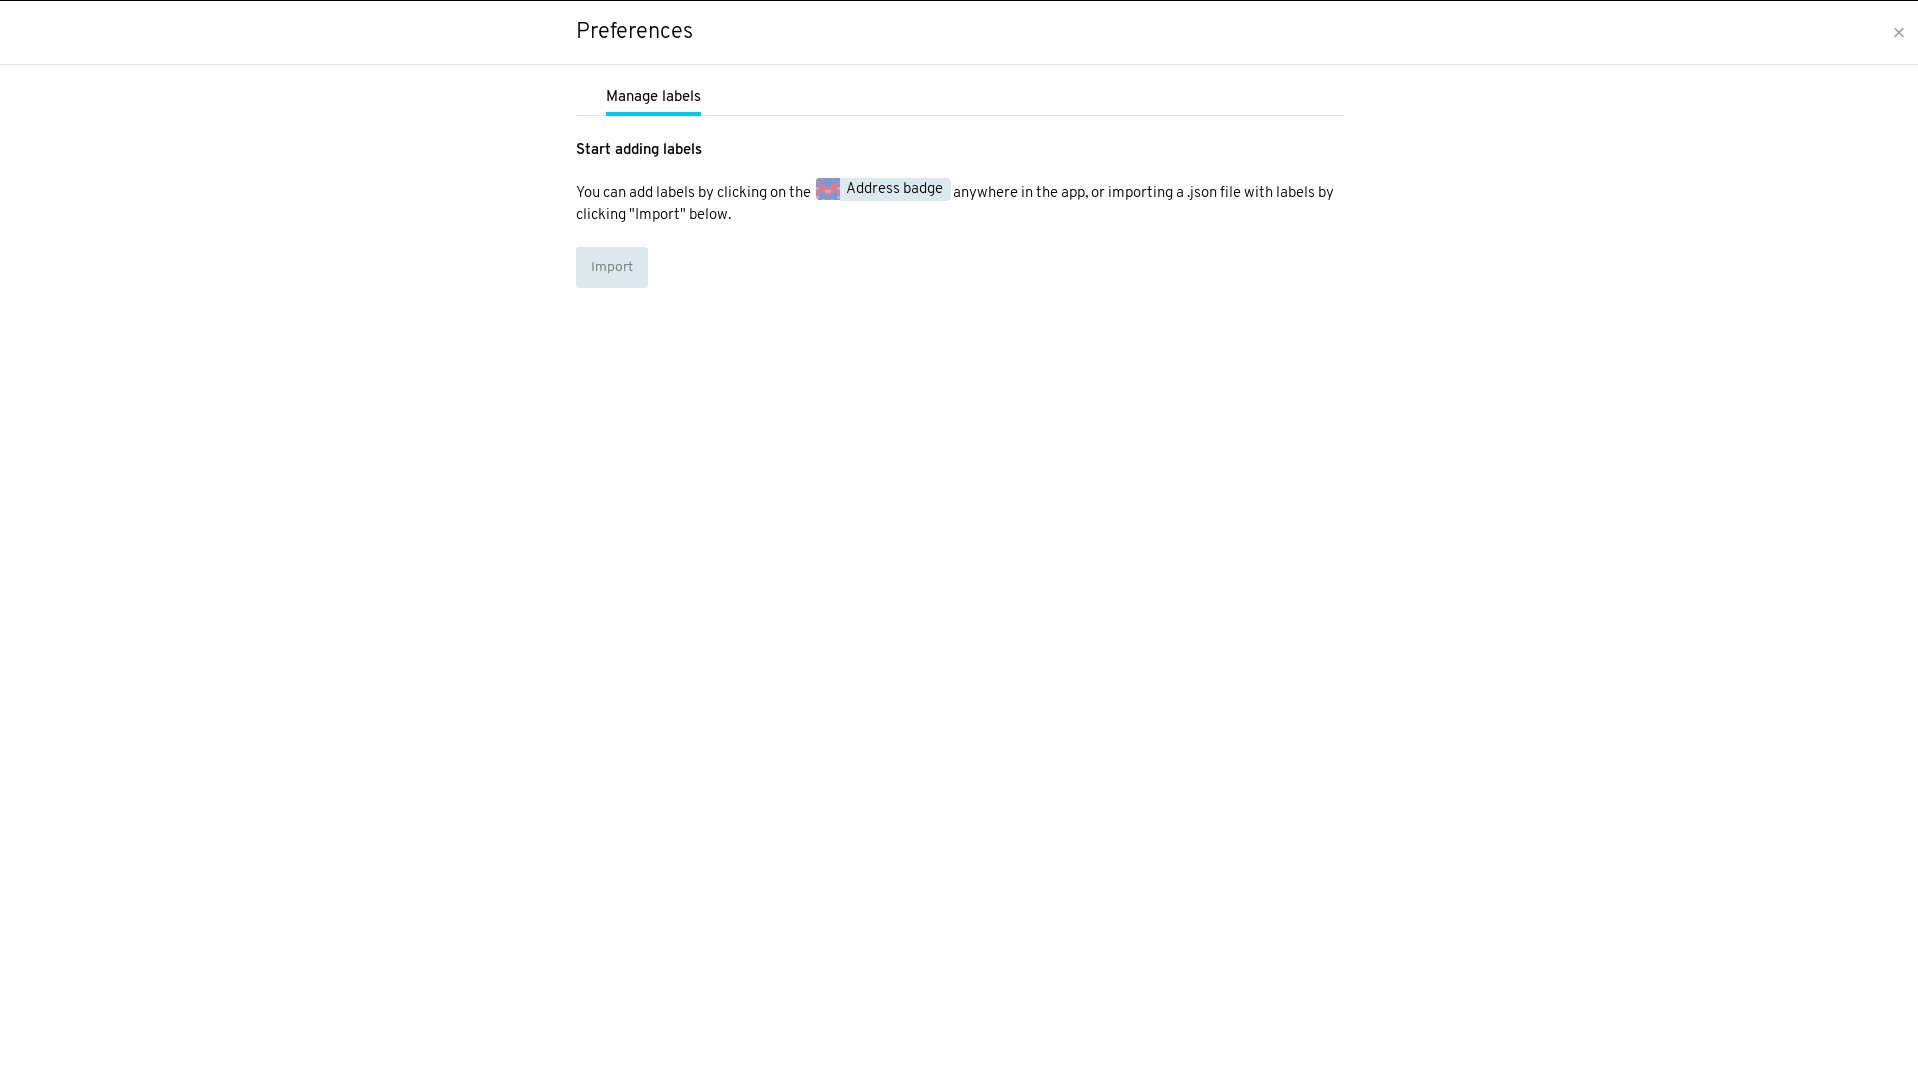 Preferences
Manage labels
Start adding labels
You can add labels by clicking on the Address badge anywhere in the app, or importing a .json file with labels by
clicking "Import" below.
Import